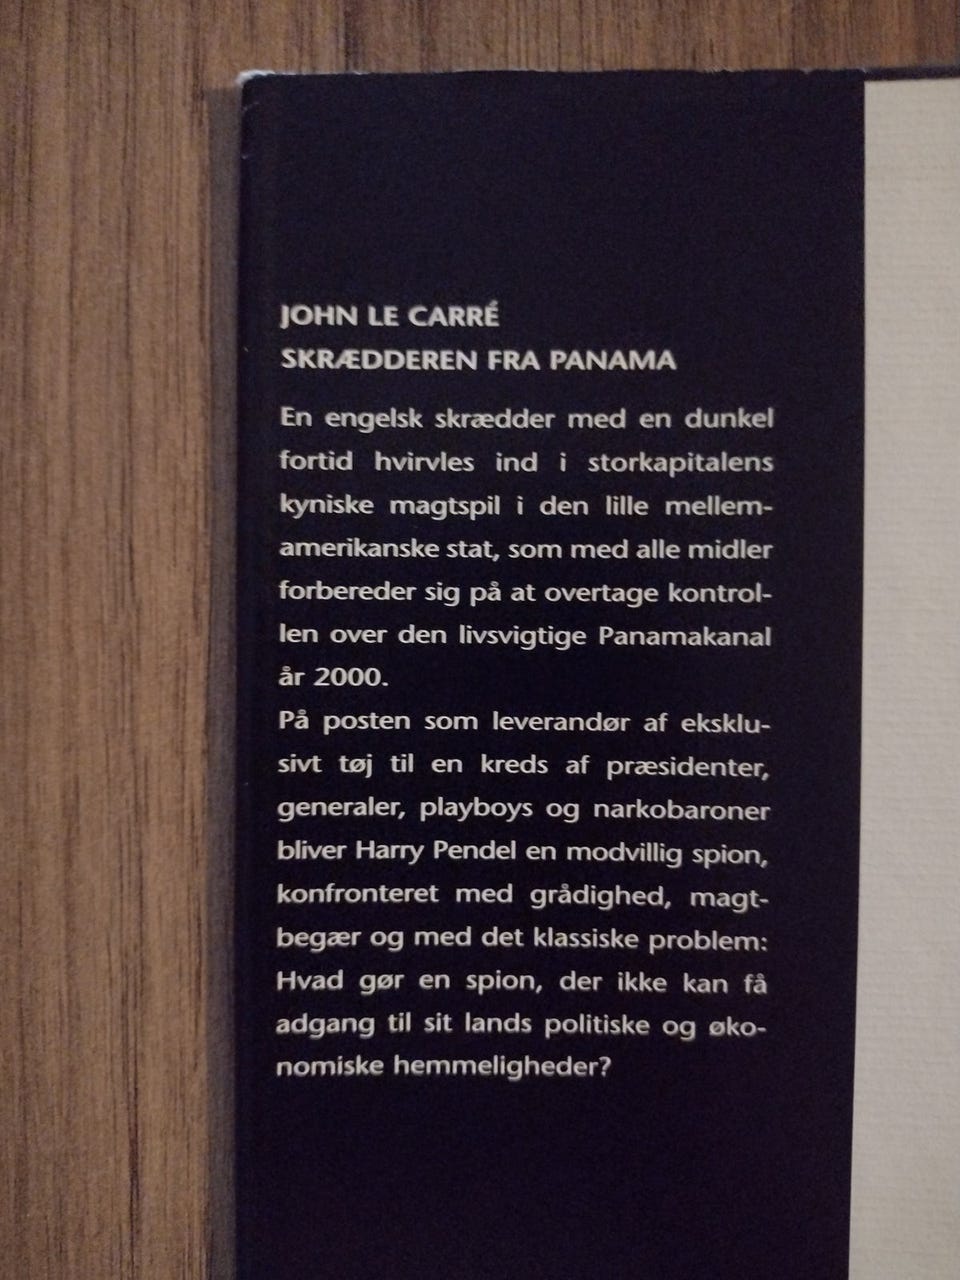 JOHN LE CARRÉ
SKRÆDDEREN FRA PANAMA
En engelsk skrædder med en dunkel
fortid hvirvles ind i storkapitalens
kyniske magtspil i den lille mellem-
amerikanske stat, som med alle midler
forbereder sig på at overtage kontrol-
len over den livsvigtige Panamakanal
år 2000.
På posten som leverandør af eksklu-
sivt tøj til en kreds af præsidenter,
generaler, playboys og narkobaroner
bliver Harry Pendel en modvillig spion,
konfronteret med grådighed, magt-
begær og med det klassiske problem:
Hvad gør en spion, der ikke kan få
adgang til sit lands politiske og øko-
nomiske hemmeligheder?